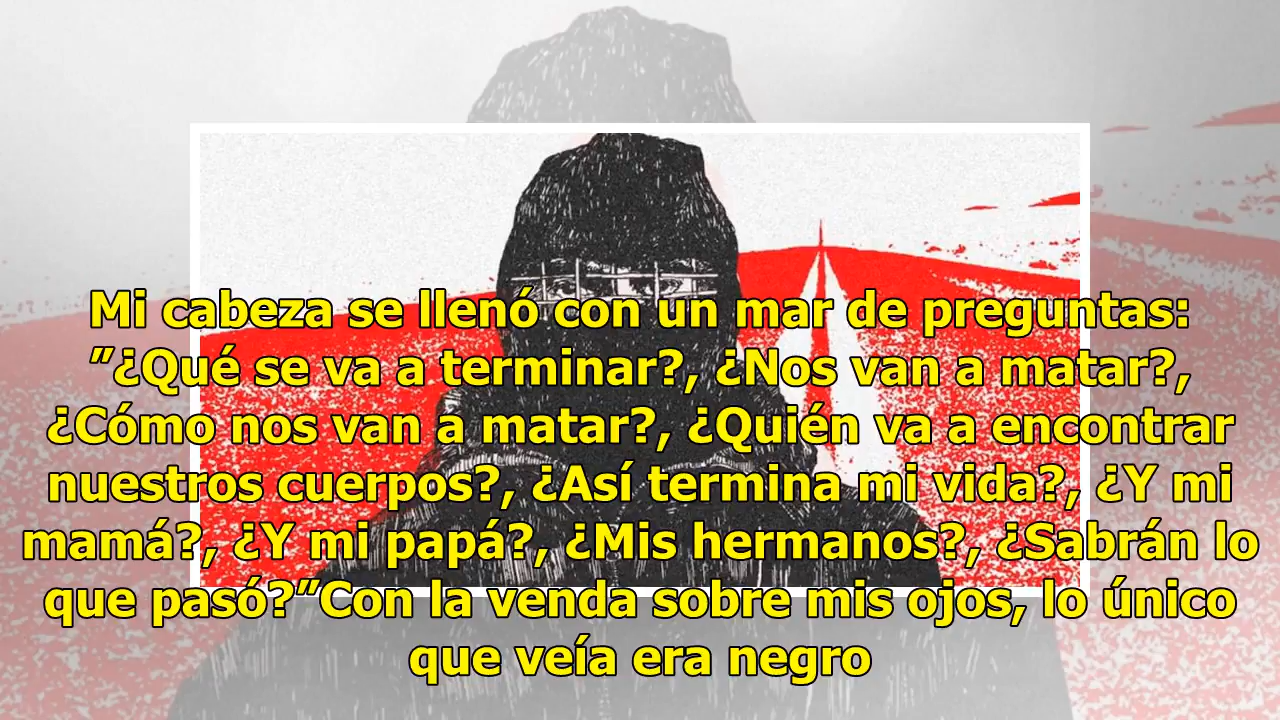 Mi cabeza se llenó con un mar de preguntas:
”¿Qué se va a terminar?, ¿Nos van a matar?,
¿Cómo nos van a matar?, ¿Quién va a encontrar
nuestros cuerpos?, ¿Así termina mi vida?, ¿Y mi
mamá?, ¿Y mi papá?, ¿Mis hermanos?, ¿Sabrán lo
que pasó?”Con la venda sobre mis ojos, lo único
que veía era negro